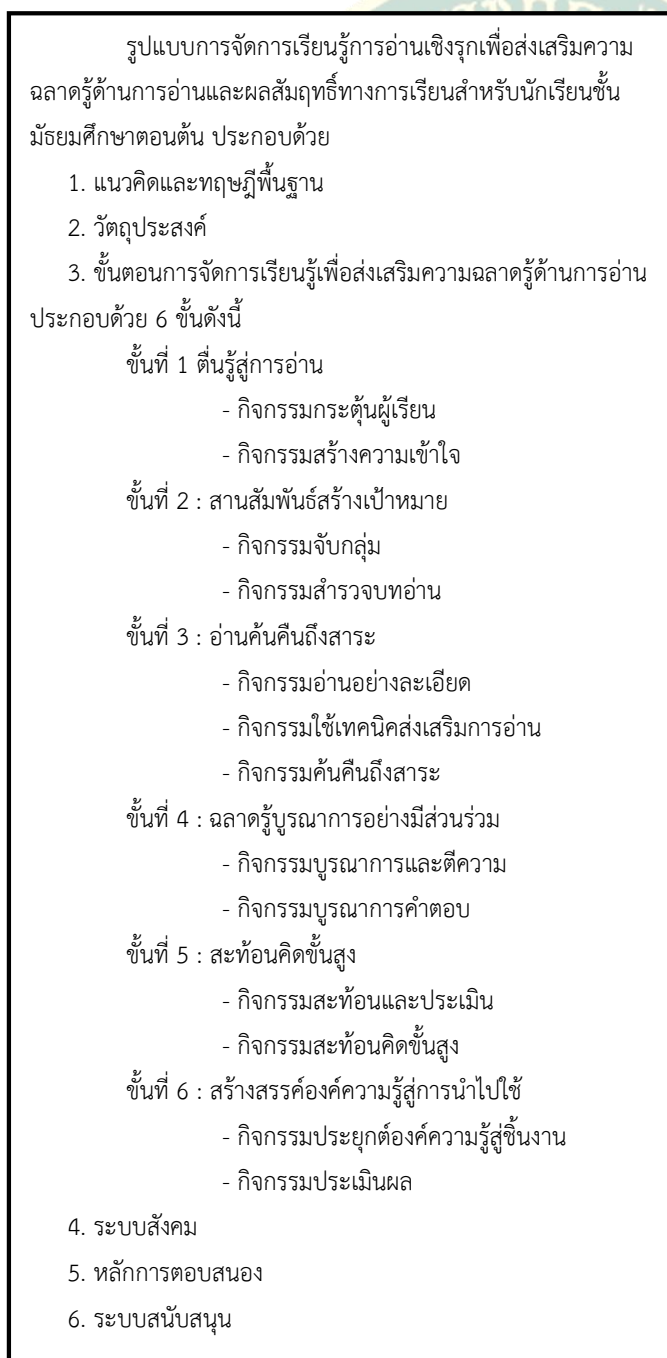 รูปแบบการจัดการเรียนรู้การอ่านเชิงรุกเพื่อส่งเสริมความ
ฉลาดรู้ด้านการอ่านและผลสัมฤทธิ์ทางการเรียนสำหรับนักเรียนชั้น
มัธยมศึกษาตอนต้น ประกอบด้วย
1. แนวคิดและทฤษฎีพื้นฐาน
2. วัตถุประสงค์
3. ขั้นตอนการจัดการเรียนรู้เพื่อส่งเสริมความฉลาดรู้ด้านการอ่าน
ประกอบด้วย 6 ขั้นดังนี้
ขั้นที่ 1 ตื่นรู้สู่การอ่าน
- กิจกรรมกระตุ้นผู้เรียน
- กิจกรรมสร้างความเข้าใจ
ขั้นที่ 2 : สานสัมพันธ์สร้างเป้าหมาย
- กิจกรรมจับกลุ่ม
- กิจกรรมสำรวจบทอ่าน
ขั้นที่ 3 : อ่านค้นคืนถึงสาระ
- กิจกรรมอ่านอย่างละเอียด
- กิจกรรมใช้เทคนิคส่งเสริมการอ่าน
- กิจกรรมค้นคืนถึงสาระ
ขั้นที่ 4 : ฉลาดรู้บูรณาการอย่างมีส่วนร่วม
- กิจกรรมบูรณาการและตีความ
- กิจกรรมบูรณาการคำตอบ
ขั้นที่ 5 : สะท้อนคิดขั้นสูง
- กิจกรรมสะท้อนและประเมิน
- กิจกรรมสะท้อนคิดขั้นสูง
ขั้นที่ 6 : สร้างสรรค์องค์ความรู้สู่การนำไปใช้
- กิจกรรมประยุกต์องค์ความรู้สู่ชิ้นงาน
- กิจกรรมประเมินผล
4. ระบบสังคม
5. หลักการตอบสนอง
6. ระบบสนับสนุน